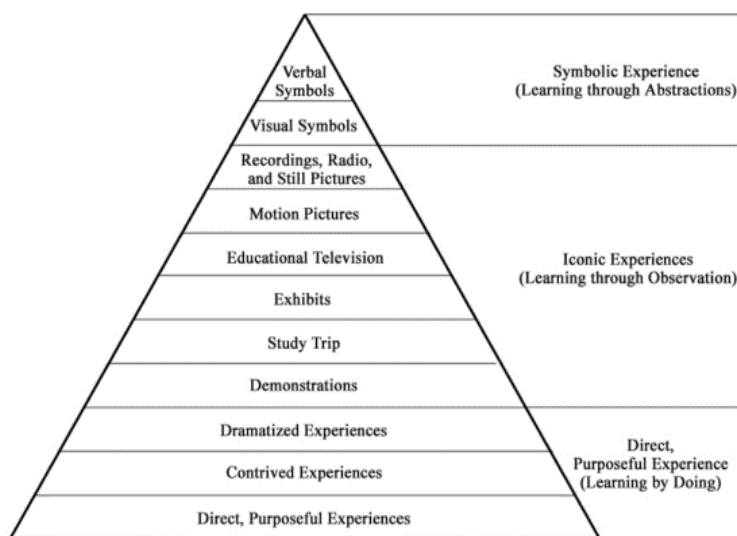 Verbal
Symbols
Visual Symbols
Recordings, Radio,
and Still Pictures
Motion Pictures
Educational Television
Exhibits
Study Trip
Demonstrations
Dramatized Experiences
Contrived Experiences
Direct, Purposeful Experiences
Symbolic Experience
(Learning through Abstractions)
Iconic Experiences
(Learning through Observation)
Direct,
Purposeful Experience
(Learning by Doing)